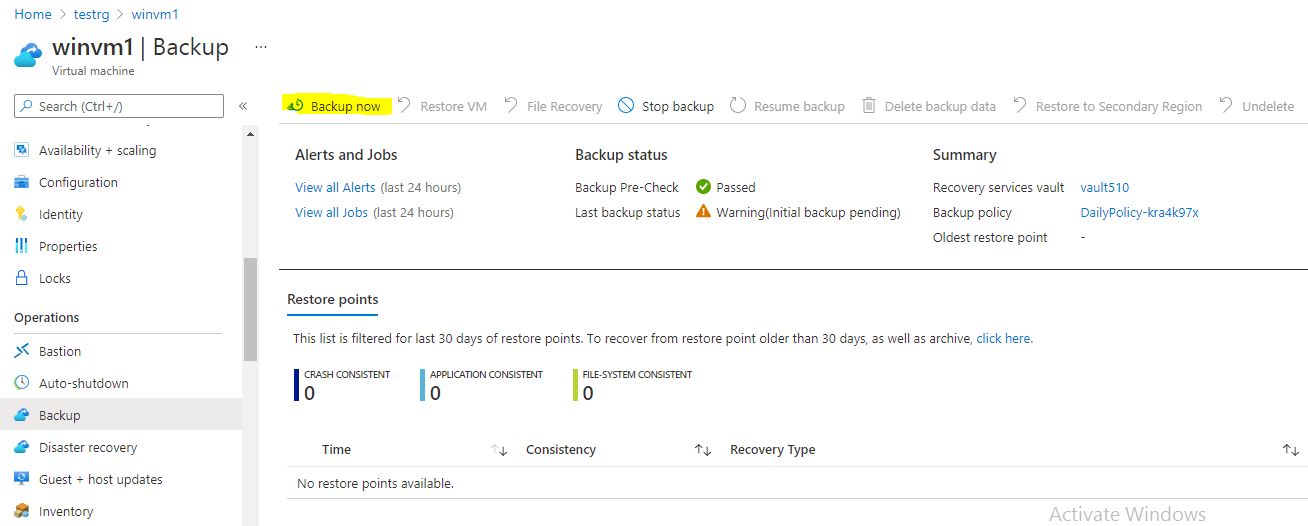 Home > testrg > winvm1
winvm1 | Backup ...
Virtual machine
Search (Ctrl+/) «
Availability + scaling
Configuration
Identity
Properties
Locks
Operations
Bastion
Auto-shutdown
Backup
Disaster recovery
Guest + host updates
Inventory
Backup now Restore VM File Recovery Stop backup Resume backup Delete backup data Restore to Secondary Region Undelete
Alerts and Jobs
View all Alerts (last 24 hours)
View all Jobs (last 24 hours)
Backup status
Backup Pre-Check Passed
Last backup status Warning(Initial backup pending)
Summary
Recovery services vault vault510
Backup policy DailyPolicy-kra4k97x
Oldest restore point -
Restore points
This list is filtered for last 30 days of restore points. To recover from restore point older than 30 days, as well as archive, click here.
CRASH CONSISTENT
0
APPLICATION CONSISTENT
0
FILE-SYSTEM CONSISTENT
0
Time Consistency Recovery Type
No restore points available.
Activate Windows